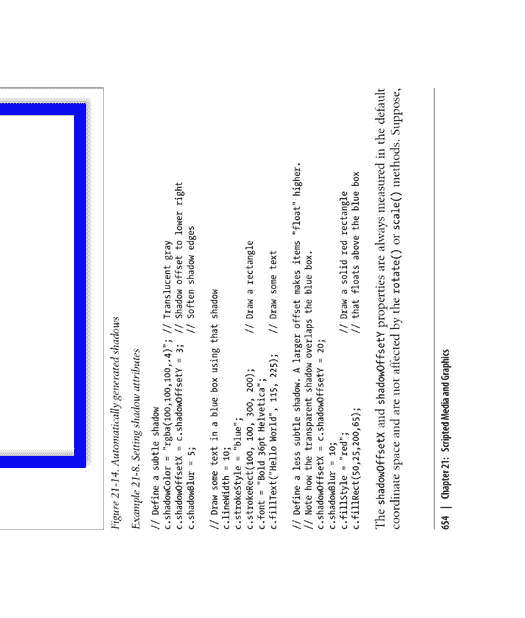 Figure 21-14. Automatically generated shadows
Example 21-8. Setting shadow attributes
// Define a subtle shadow
c.shadowColor = "rgba(100,100,100,.4)"; // Translucent gray
c.shadowOffsetX = c.shadowOffsetY = 3; // Shadow offset to lower right
c.shadowBlur = 5; // Soften shadow edges
// Draw some text in a blue box using that shadow
c.lineWidth = 10;
c.strokeStyle = "blue";
c.strokeRect(100, 100, 300, 200); // Draw a rectangle
c.font = "Bold 36pt Helvetica";
c.fillText("Hello World", 115, 225); // Draw some text
// Define a less subtle shadow. A larger offset makes items "float" higher.
// Note how the transparent shadow overlaps the blue box.
c.shadowOffsetX = c.shadowOffsetY = 20;
c.shadowBlur = 10;
c.fillStyle = "red"; // Draw a solid red rectangle
c.fillRect(50,25,200,65); // that floats above the blue box
The shadowOffsetX and shadowOffsetY properties are always measured in the default
coordinate space and are not affected by the rotate() or scale() methods. Suppose,
654 | Chapter 21: Scripted Media and Graphics